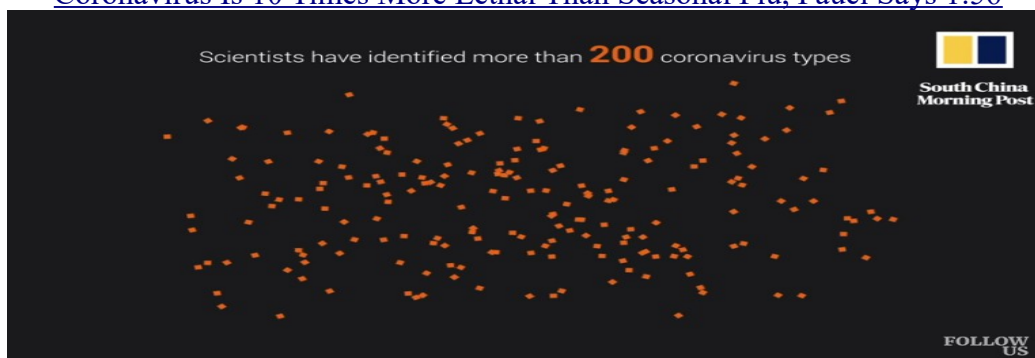 Coronavirus Is 10 Times More Lethal Than Seasonal Flu, Fauci Says 1:56
Scientists have identified more than 200 coronavirus types
South China
Morning Post
FOLLOW
US